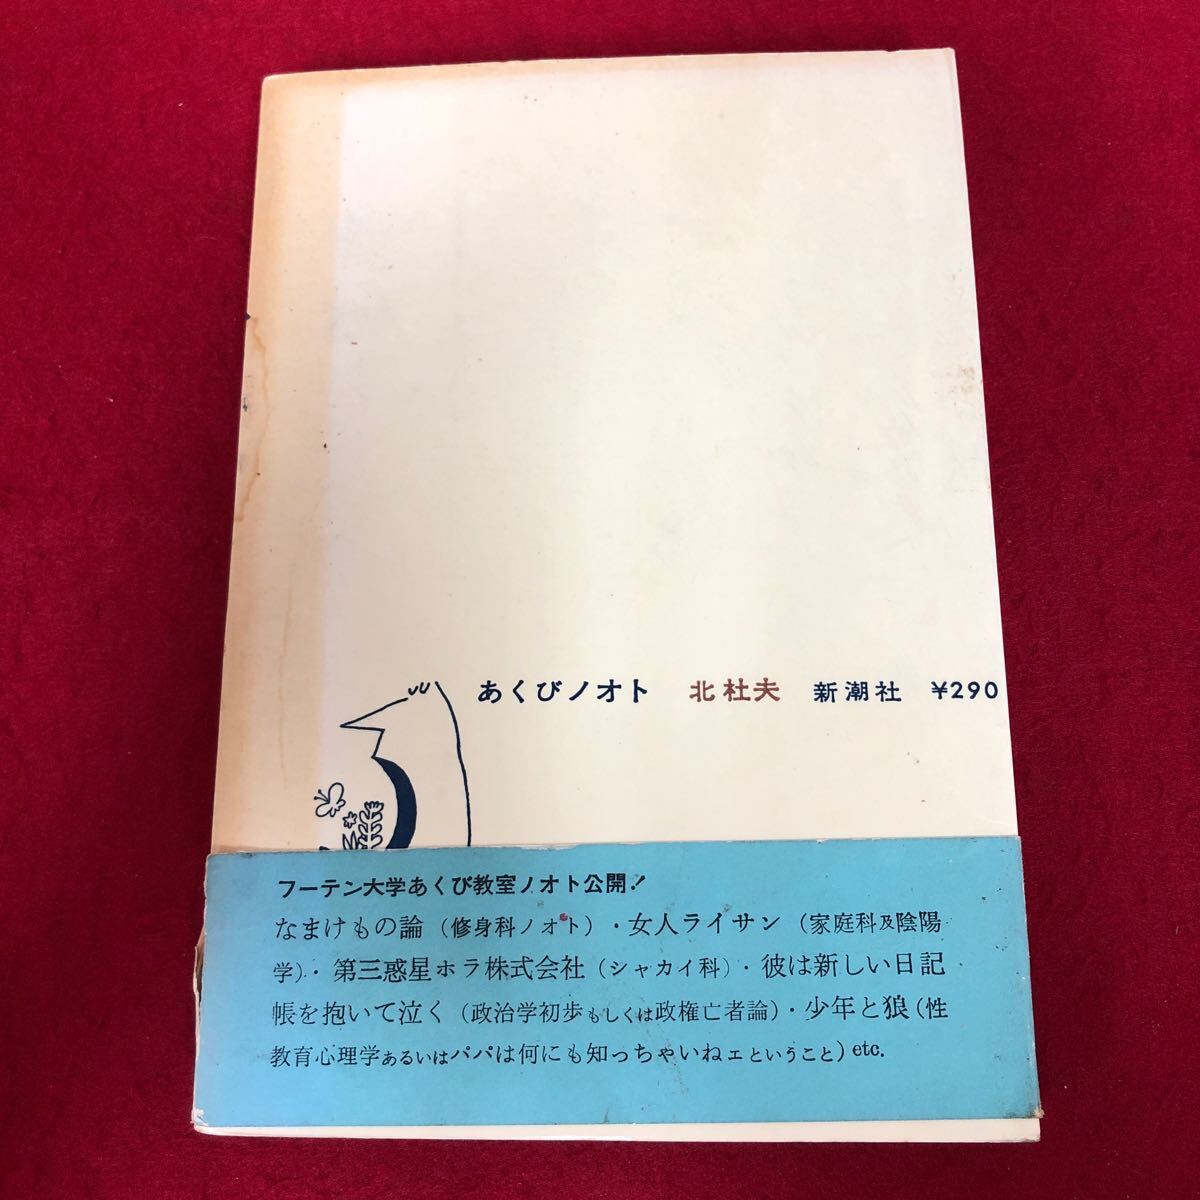 あくびノオト 北杜夫 新潮社 ¥290
フーテン大学あくび教室ノオト公開!
なまけもの論(修身科ノオト)・女人ライサン(家庭科及陰陽
学)・第三惑星ホラ株式会社(シャカイ科)・彼は新しい日記
帳を抱いて泣く(政治学初歩もしくは政権亡者論)・少年と狼(性
教育心理学あるいはパパは何にも知っちゃいねェということ)etc.